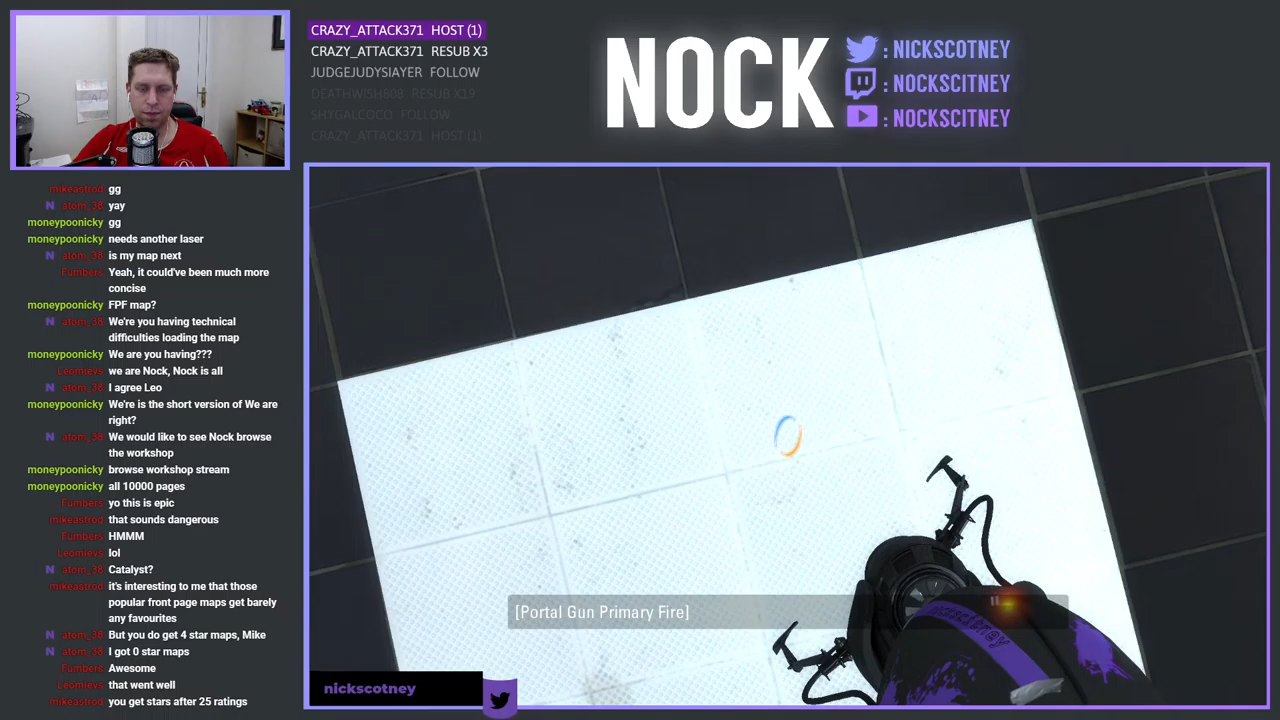 CRAZY_ATTACK371 HOST (1)
CRAZY_ATTACK371 RESUB X3
JUDGEJUDYSIAYER FOLLOW
DEATHWISH808 RESUB X19
SHYGALCOCO FOLLOW
CRAZY_ATTACK371 HOST (1)
NOCK
: NICKSCOTNEY
: NOCKSCITNEY
: NOCKSCITNEY
mikeastrod gg
N atom_38 yay
moneypoonicky gg
moneypoonicky needs another laser
N atom_38 is my map next
Fumbers Yeah, it could've been much more
concise
moneypoonicky FPF map?
N atom_38 We're you having technical
difficulties loading the map
moneypoonicky We are you having???
Leomievs we are Nock, Nock is all
N atom_38 I agree Leo
moneypoonicky We're is the short version of We are
right?
N atom_38 We would like to see Nock browse
the workshop
moneypoonicky browse workshop stream
moneypoonicky all 10000 pages
Fumbers yo this is epic
mikeastrod that sounds dangerous
Fumbers HMMM
Leomievs lol
N atom_38 Catalyst?
mikeastrod it's interesting to me that those
popular front page maps get barely
any favourites
N atom_38 But you do get 4 star maps, Mike
N atom_38 I got 0 star maps
Fumbers Awesome
Leomievs that went well
mikeastrod you get stars after 25 ratings
[Portal Gun Primary Fire]
nickscotney